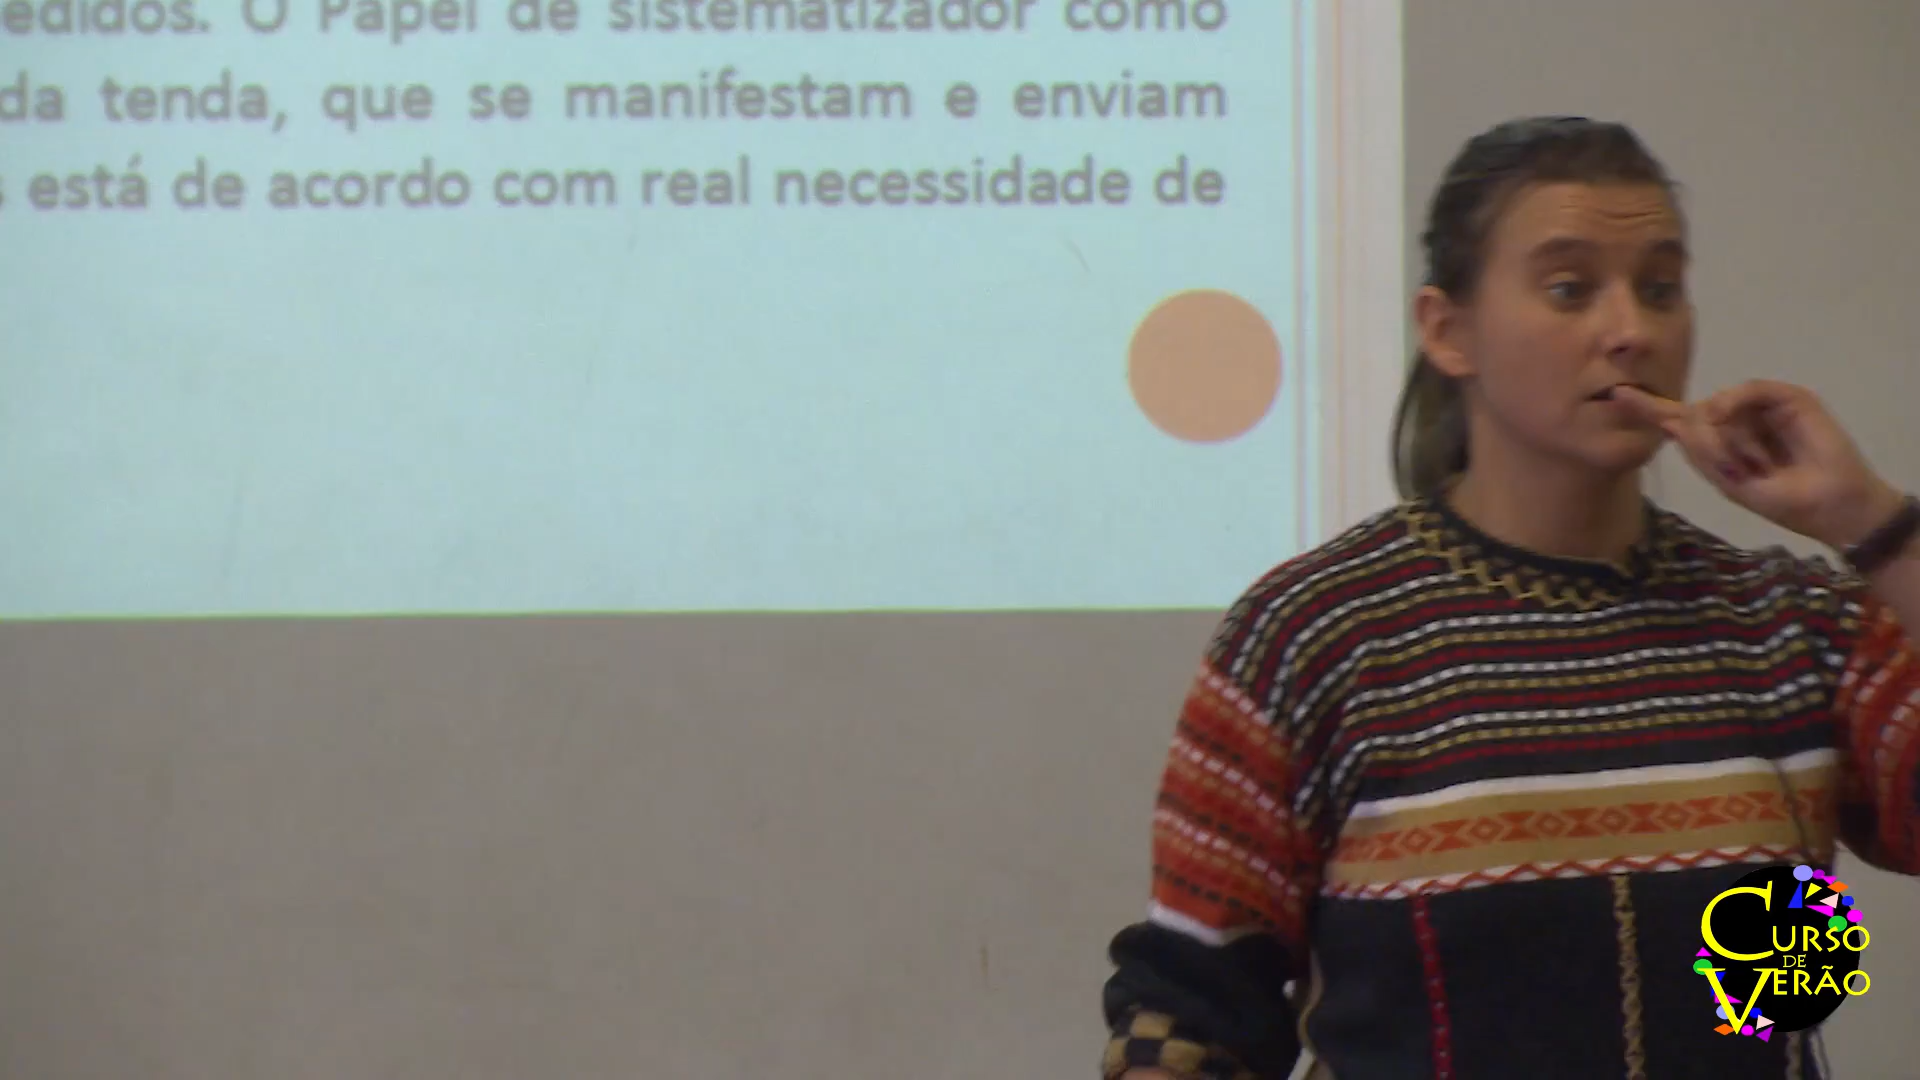 edidos. O Papel de sistematizador como
da tenda, que se manifestam e enviam
está de acordo com real necessidade de
CURSO
DE
VERÃO